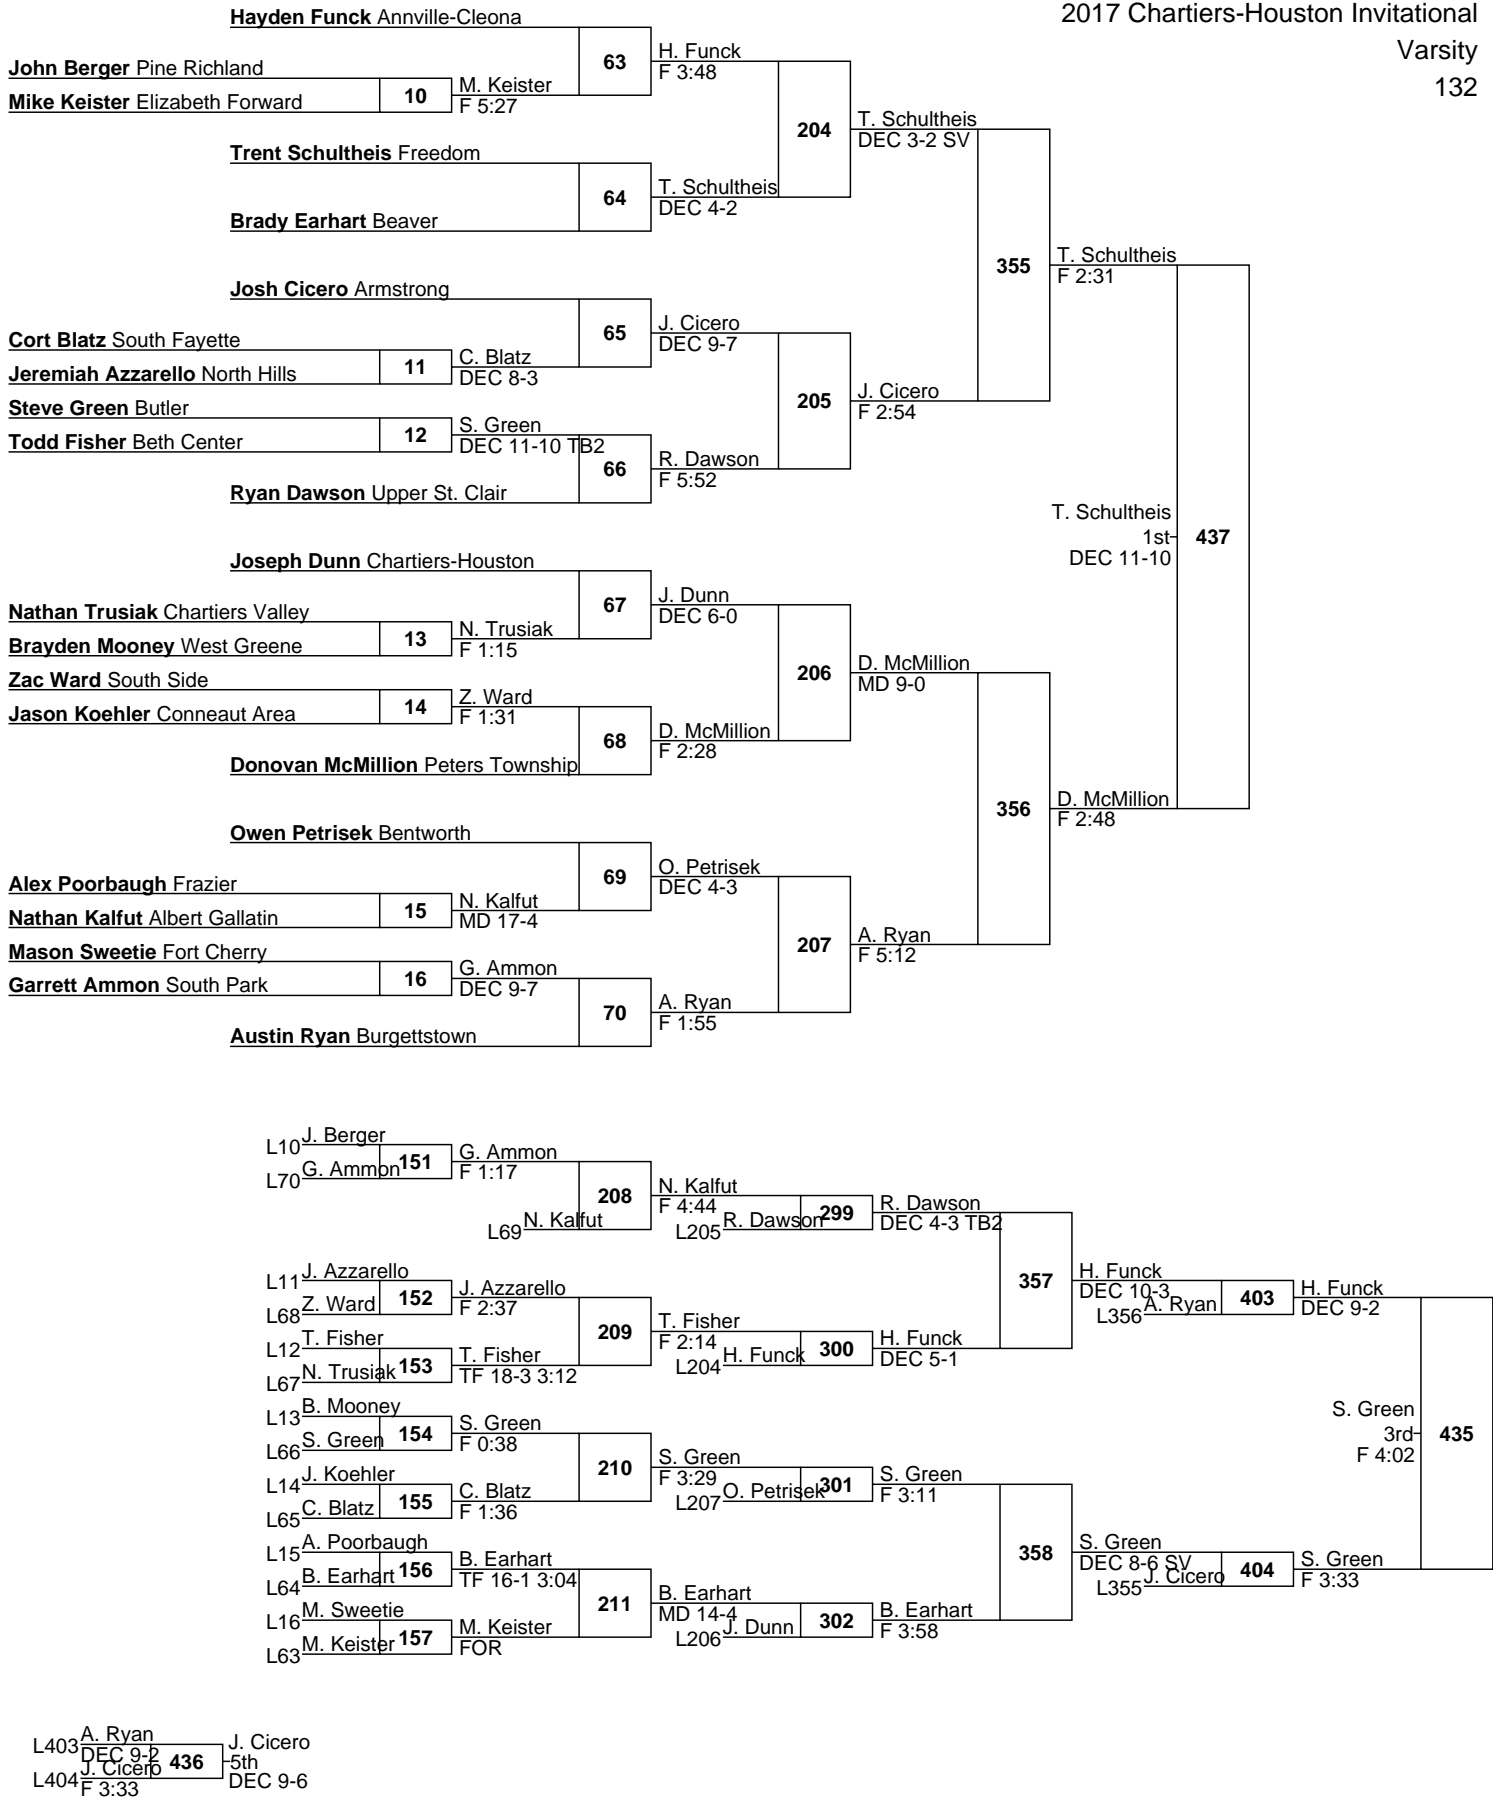 2017 Chartiers-Houston Invitational
Varsity
132
Hayden Funck Annville-Cleona
63
H. Funck
F 3:48
John Berger Pine Richland
10
M. Keister
F 5:27
Mike Keister Elizabeth Forward
204
T. Schultheis
DEC 3-2 SV
Trent Schultheis Freedom
64
T. Schultheis
DEC 4-2
Brady Earhart Beaver
355
T. Schultheis
F 2:31
Josh Cicero Armstrong
65
J. Cicero
DEC 9-7
Cort Blatz South Fayette
11
C. Blatz
DEC 8-3
Jeremiah Azzarello North Hills
205
J. Cicero
F 2:54
Steve Green Butler
12
S. Green
DEC 11-10 TB2
Todd Fisher Beth Center
66
R. Dawson
F 5:52
Ryan Dawson Upper St. Clair
T. Schultheis
1st
DEC 11-10
437
Joseph Dunn Chartiers-Houston
67
J. Dunn
DEC 6-0
Nathan Trusiak Chartiers Valley
13
N. Trusiak
F 1:15
Brayden Mooney West Greene
206
D. McMillion
MD 9-0
Zac Ward South Side
14
Z. Ward
F 1:31
Jason Koehler Conneaut Area
68
D. McMillion
F 2:28
Donovan McMillion Peters Township
356
D. McMillion
F 2:48
Owen Petrisek Bentworth
69
O. Petrisek
DEC 4-3
Alex Poorbaugh Frazier
15
N. Kalfut
MD 17-4
Nathan Kalfut Albert Gallatin
207
A. Ryan
F 5:12
Mason Sweetie Fort Cherry
16
G. Ammon
DEC 9-7
Garrett Ammon South Park
70
A. Ryan
F 1:55
Austin Ryan Burgettstown
L10 J. Berger
151
G. Ammon
F 1:17
L70 G. Ammon
208
N. Kalfut
F 4:44
L69 N. Kalfut
L205 R. Dawson
299
R. Dawson
DEC 4-3 TB2
L11 J. Azzarello
152
J. Azzarello
F 2:37
L68 Z. Ward
357
H. Funck
DEC 10-3
L356 A. Ryan
403
H. Funck
DEC 9-2
209
T. Fisher
F 2:14
L12 T. Fisher
153
T. Fisher
TF 18-3 3:12
L67 N. Trusiak
L204 H. Funck
300
H. Funck
DEC 5-1
L13 B. Mooney
154
S. Green
F 0:38
L66 S. Green
S. Green
3rd
F 4:02
435
210
S. Green
F 3:29
L207 O. Petrisek
301
S. Green
F 3:11
L14 J. Koehler
155
C. Blatz
F 1:36
L65 C. Blatz
358
S. Green
DEC 8-6 SV
L355 J. Cicero
404
S. Green
F 3:33
L15 A. Poorbaugh
156
B. Earhart
TF 16-1 3:04
L64 B. Earhart
211
B. Earhart
MD 14-4
L206 J. Dunn
302
B. Earhart
F 3:58
L16 M. Sweetie
157
M. Keister
FOR
L63 M. Keister
L403 A. Ryan
DEC 9-2
436
J. Cicero
5th
DEC 9-6
L404 J. Cicero
F 3:33